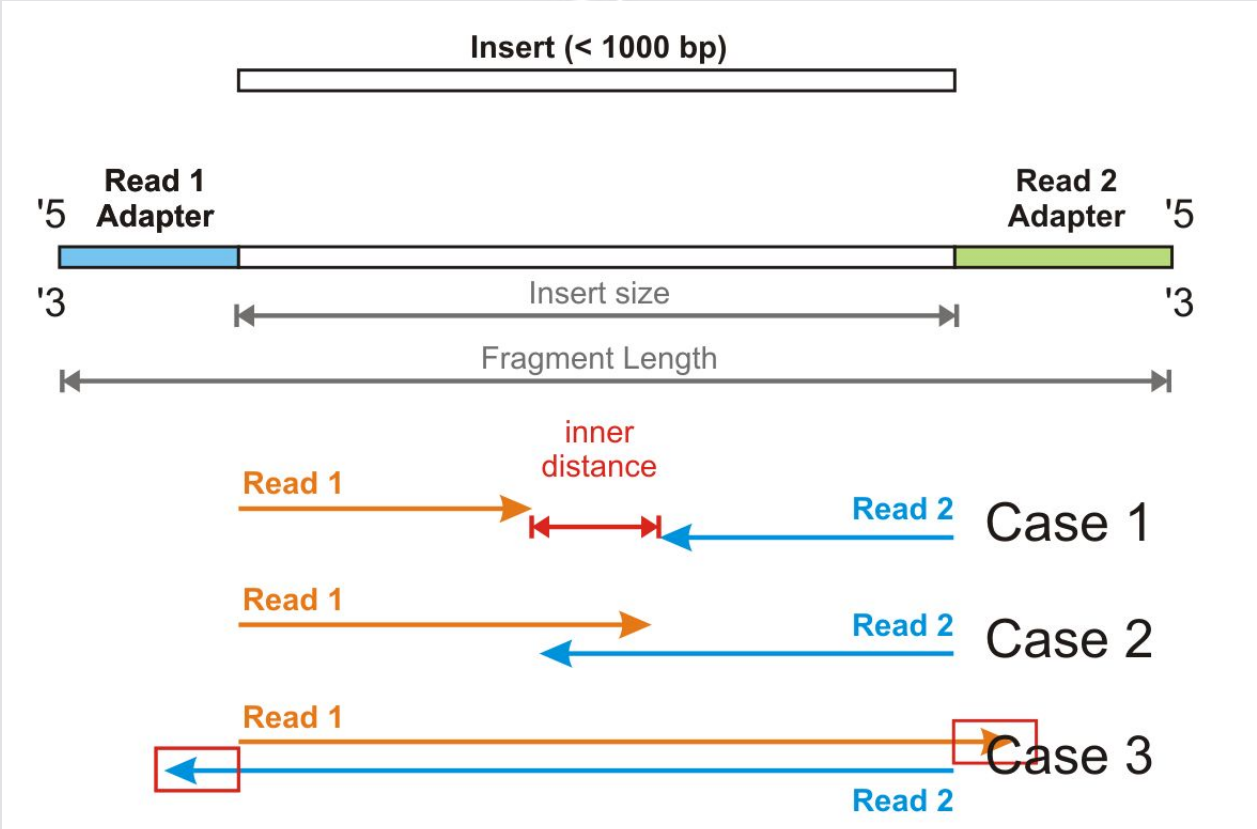 Insert (< 1000 bp)
Read 1
Adapter
Read 2
Adapter
'5
'5
'3
'3
Insert size
Fragment Length
inner
distance
Read 1
Read 2
Case 1
Read 1
Read 2
Case 2
Read 1
Case 3
Read 2